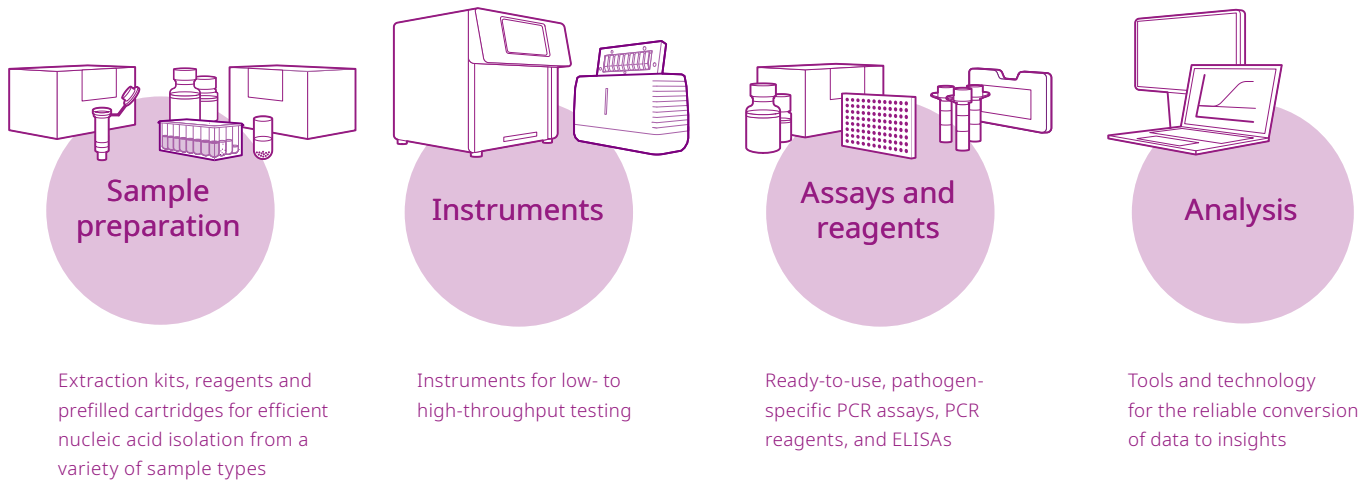 Sample
preparation
Instruments
Assays and
reagents
Analysis
Extraction kits, reagents and
prefilled cartridges for efficient
nucleic acid isolation from a
variety of sample types
Instruments for low- to
high-throughput testing
Ready-to-use, pathogen-
specific PCR assays, PCR
reagents, and ELISAs
Tools and technology
for the reliable conversion
of data to insights